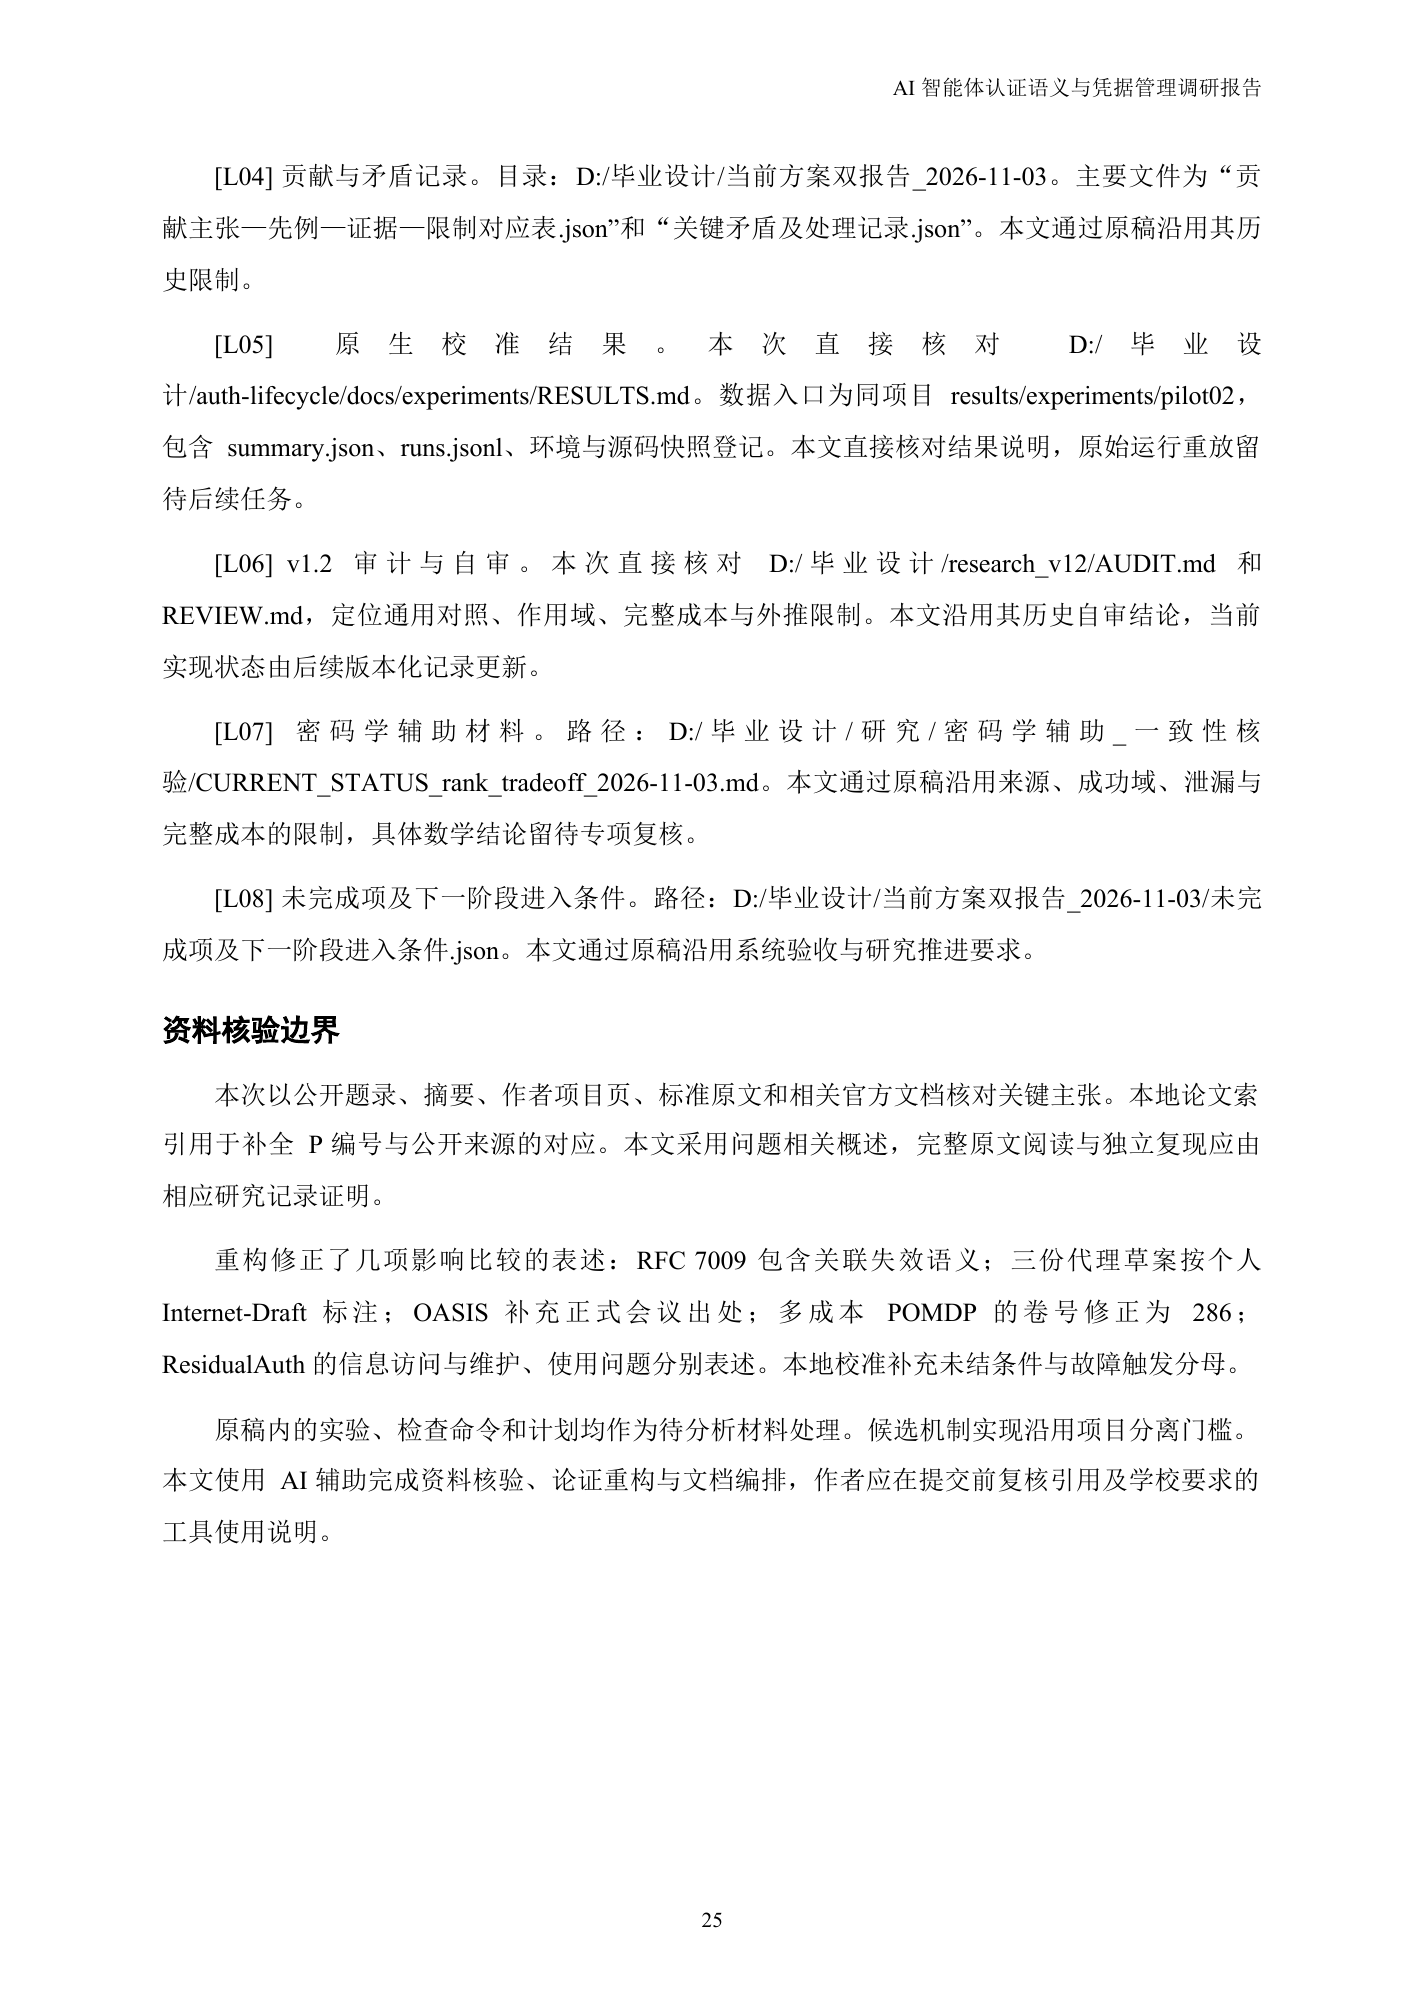 AI 智能体认证语义与凭据管理调研报告
[L04] 贡献与矛盾记录。目录：D:/毕业设计/当前方案双报告_2026-11-03。主要文件为“贡
献主张—先例—证据—限制对应表.json”和“关键矛盾及处理记录.json”。本文通过原稿沿用其历
史限制。
[L05] 原生校准结果。本次直接核对 D:/毕业设
计/auth-lifecycle/docs/experiments/RESULTS.md。数据入口为同项目 results/experiments/pilot02，
包含 summary.json、runs.jsonl、环境与源码快照登记。本文直接核对结果说明，原始运行重放留
待后续任务。
[L06] v1.2 审计与自审。本次直接核对 D:/毕业设计/research_v12/AUDIT.md 和
REVIEW.md，定位通用对照、作用域、完整成本与外推限制。本文沿用其历史自审结论，当前
实现状态由后续版本化记录更新。
[L07] 密码学辅助材料。路径：D:/毕业设计/研究/密码学辅助_一致性核
验/CURRENT_STATUS_rank_tradeoff_2026-11-03.md。本文通过原稿沿用来源、成功域、泄漏与
完整成本的限制，具体数学结论留待专项复核。
[L08] 未完成项及下一阶段进入条件。路径：D:/毕业设计/当前方案双报告_2026-11-03/未完
成项及下一阶段进入条件.json。本文通过原稿沿用系统验收与研究推进要求。
资料核验边界
本次以公开题录、摘要、作者项目页、标准原文和相关官方文档核对关键主张。本地论文索
引用于补全 P 编号与公开来源的对应。本文采用问题相关概述，完整原文阅读与独立复现应由
相应研究记录证明。
重构修正了几项影响比较的表述：RFC 7009 包含关联失效语义；三份代理草案按个人
Internet-Draft 标注；OASIS 补充正式会议出处；多成本 POMDP 的卷号修正为 286；
ResidualAuth 的信息访问与维护、使用问题分别表述。本地校准补充未结条件与故障触发分母。
原稿内的实验、检查命令和计划均作为待分析材料处理。候选机制实现沿用项目分离门槛。
本文使用 AI 辅助完成资料核验、论证重构与文档编排，作者应在提交前复核引用及学校要求的
工具使用说明。
25